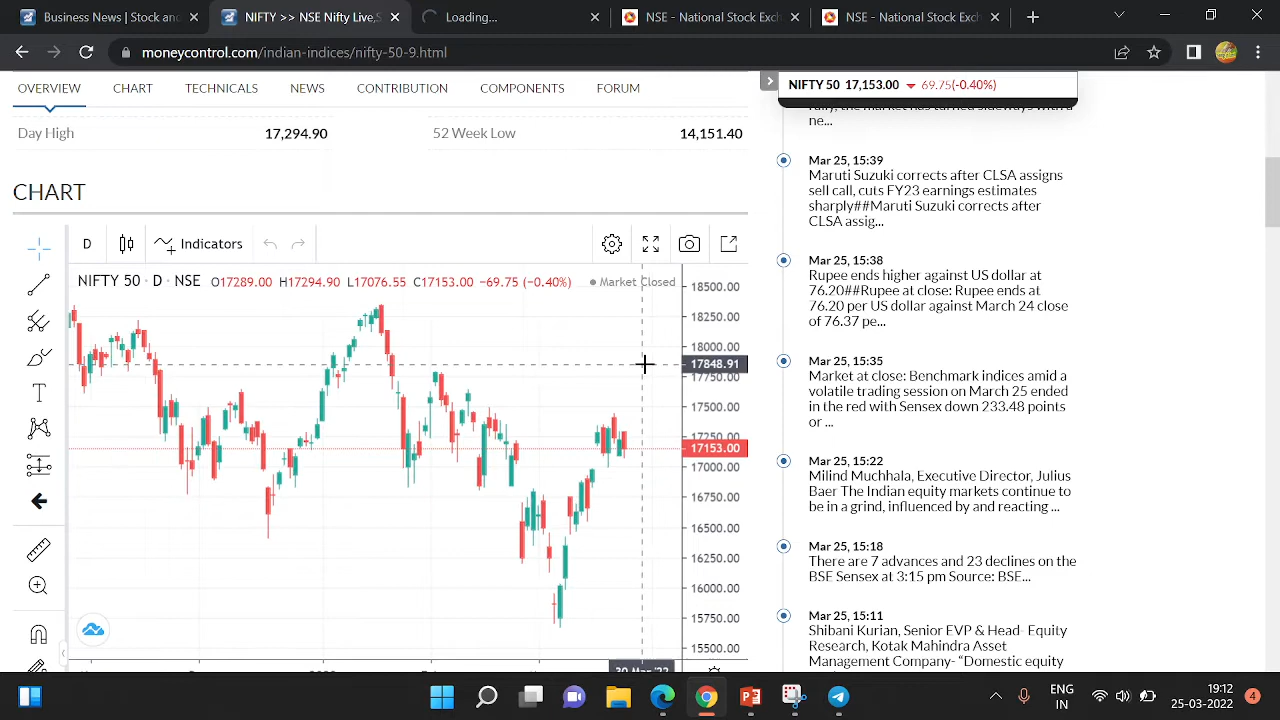 Business News | Stock and
NIFTY >> NSE Nifty Live,S
Loading...
NSE - National Stock Exch
NSE - National Stock Exch
moneycontrol.com/indian-indices/nifty-50-9.html
OVERVIEW CHART TECHNICALS NEWS CONTRIBUTION COMPONENTS FORUM
Day High 17,294.90 52 Week Low 14,151.40
CHART
D Indicators
NIFTY 50 · D · NSE O17289.00 H17294.90 L17076.55 C17153.00 −69.75 (−0.40%) Market Closed
18500.00
18250.00
18000.00
17848.91
17750.00
17500.00
17250.00
17153.00
17000.00
16750.00
16500.00
16250.00
16000.00
15750.00
15500.00
30 Mar '22
NIFTY 50 17,153.00 69.75(-0.40%)
rally, the market has turned sideways with a
ne...
Mar 25, 15:39
Maruti Suzuki corrects after CLSA assigns
sell call, cuts FY23 earnings estimates
sharply##Maruti Suzuki corrects after
CLSA assig...
Mar 25, 15:38
Rupee ends higher against US dollar at
76.20##Rupee at close: Rupee ends at
76.20 per US dollar against March 24 close
of 76.37 pe...
Mar 25, 15:35
Market at close: Benchmark indices amid a
volatile trading session on March 25 ended
in the red with Sensex down 233.48 points
or ...
Mar 25, 15:22
Milind Muchhala, Executive Director, Julius
Baer The Indian equity markets continue to
be in a grind, influenced by and reacting ...
Mar 25, 15:18
There are 7 advances and 23 declines on the
BSE Sensex at 3:15 pm Source: BSE...
Mar 25, 15:11
Shibani Kurian, Senior EVP & Head- Equity
Research, Kotak Mahindra Asset
Management Company- “Domestic equity
ENG
IN
19:12
25-03-2022
4